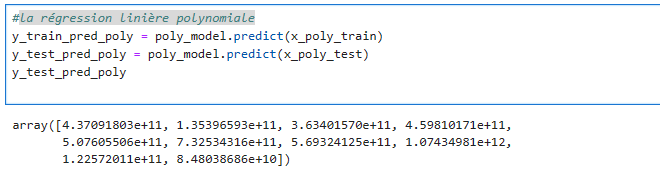 #la régression linière polynomiale
y_train_pred_poly = poly_model.predict(x_poly_train)
y_test_pred_poly = poly_model.predict(x_poly_test)
y_test_pred_poly
array([4.37091803e+11, 1.35396593e+11, 3.63401570e+11, 4.59810171e+11,
5.07605506e+11, 7.32534316e+11, 5.69324125e+11, 1.07434981e+12,
1.22572011e+11, 8.48038686e+10])